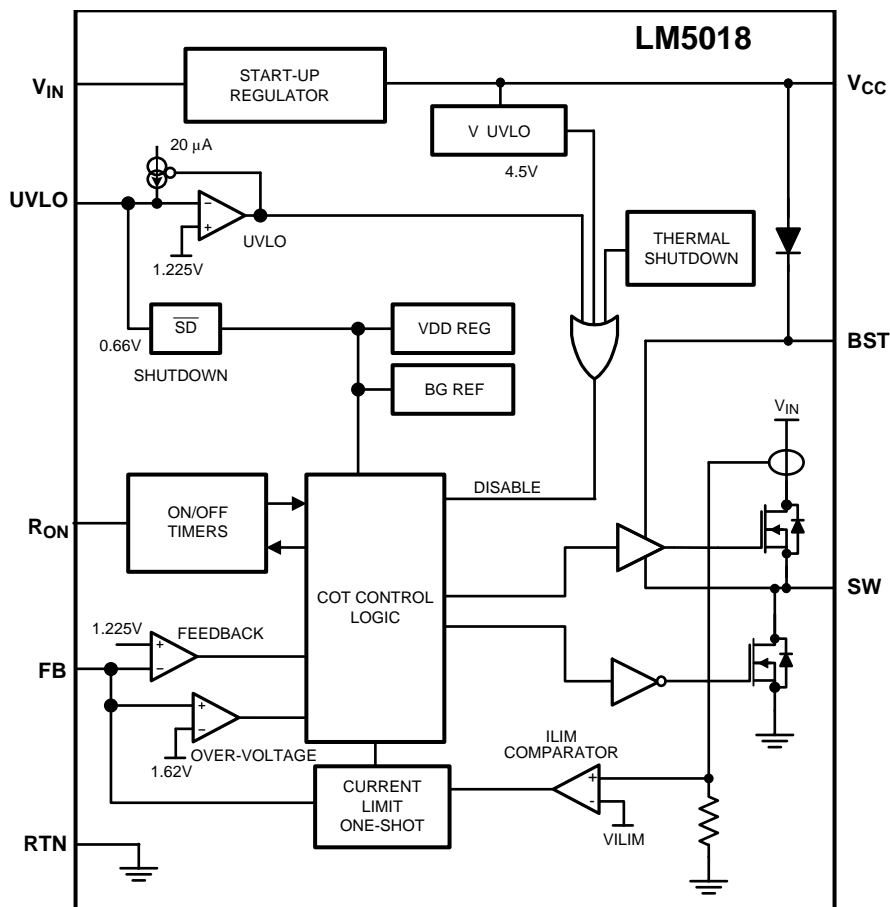 LM5018
VIN
START-UP
REGULATOR
VCC
20 μA
V UVLO
4.5V
UVLO
UVLO
1.225V
THERMAL
SHUTDOWN
SD
0.66V
SHUTDOWN
VDD REG
BG REF
BST
VIN
RON
ON/OFF
TIMERS
DISABLE
COT CONTROL
LOGIC
SW
1.225V
FEEDBACK
FB
1.62V
OVER-VOLTAGE
ILIM
COMPARATOR
CURRENT
LIMIT
ONE-SHOT
VILIM
RTN